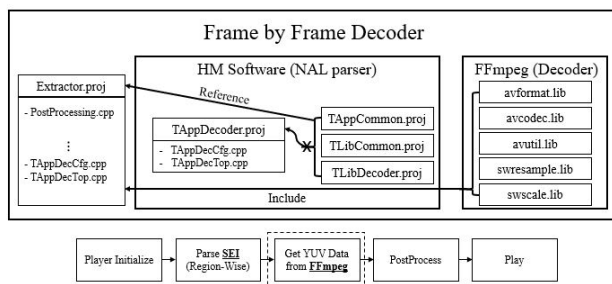 Frame by Frame Decoder
HM Software (NAL parser)
FFmpeg (Decoder)
Extractor.proj
- PostProcessing.cpp
⋮
- TAppDecCfg.cpp
- TAppDecTop.cpp
Reference
TAppDecoder.proj
- TAppDecCfg.cpp
- TAppDecTop.cpp
TAppCommon.proj
TLibCommon.proj
TLibDecoder.proj
avformat.lib
avcodec.lib
avutil.lib
swresample.lib
swscale.lib
Include
Player Initialize
Parse SEI
(Region-Wise)
Get YUV Data
from FFmpeg
PostProcess
Play